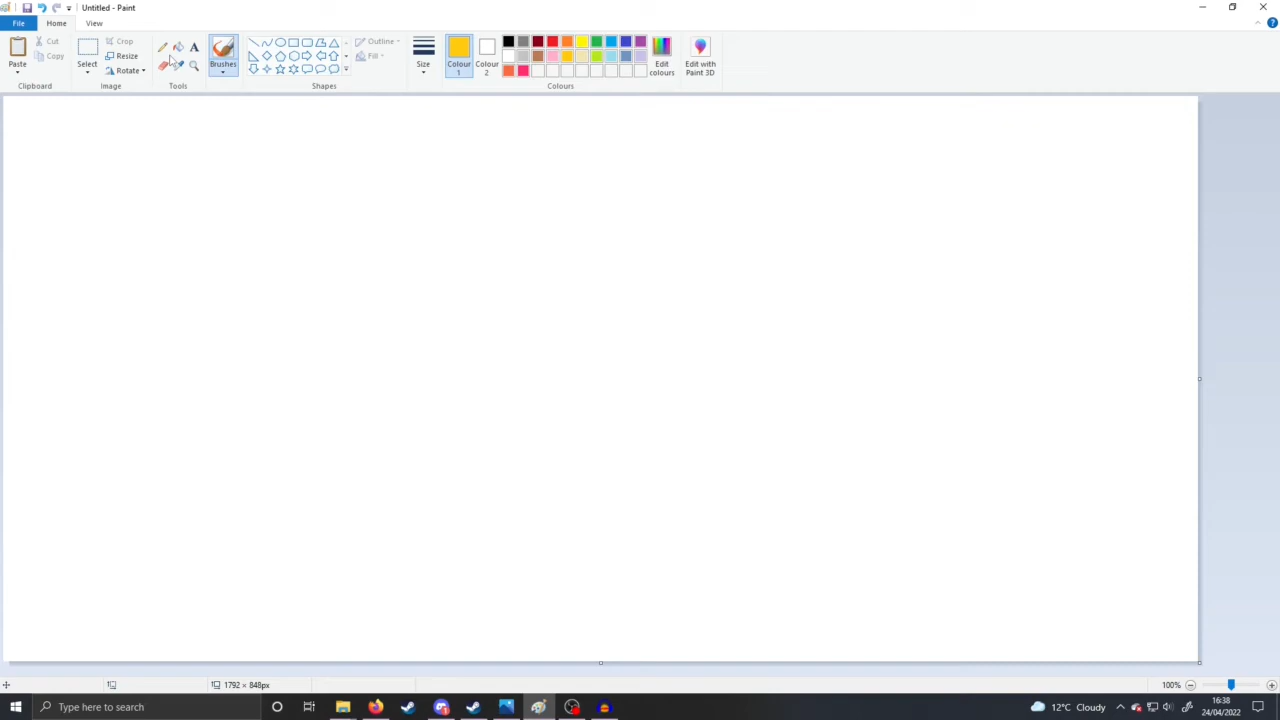 Untitled - Paint
File Home View
Paste
Cut
Copy
Clipboard
Select
Crop
Resize
Rotate
Image
A
Tools
Brushes
Outline
Fill
Shapes
Size
Colour 1
Colour 2
Edit colours
Edit with Paint 3D
Colours
1792 × 848px
100%
Type here to search
12°C Cloudy
16:38
24/04/2022